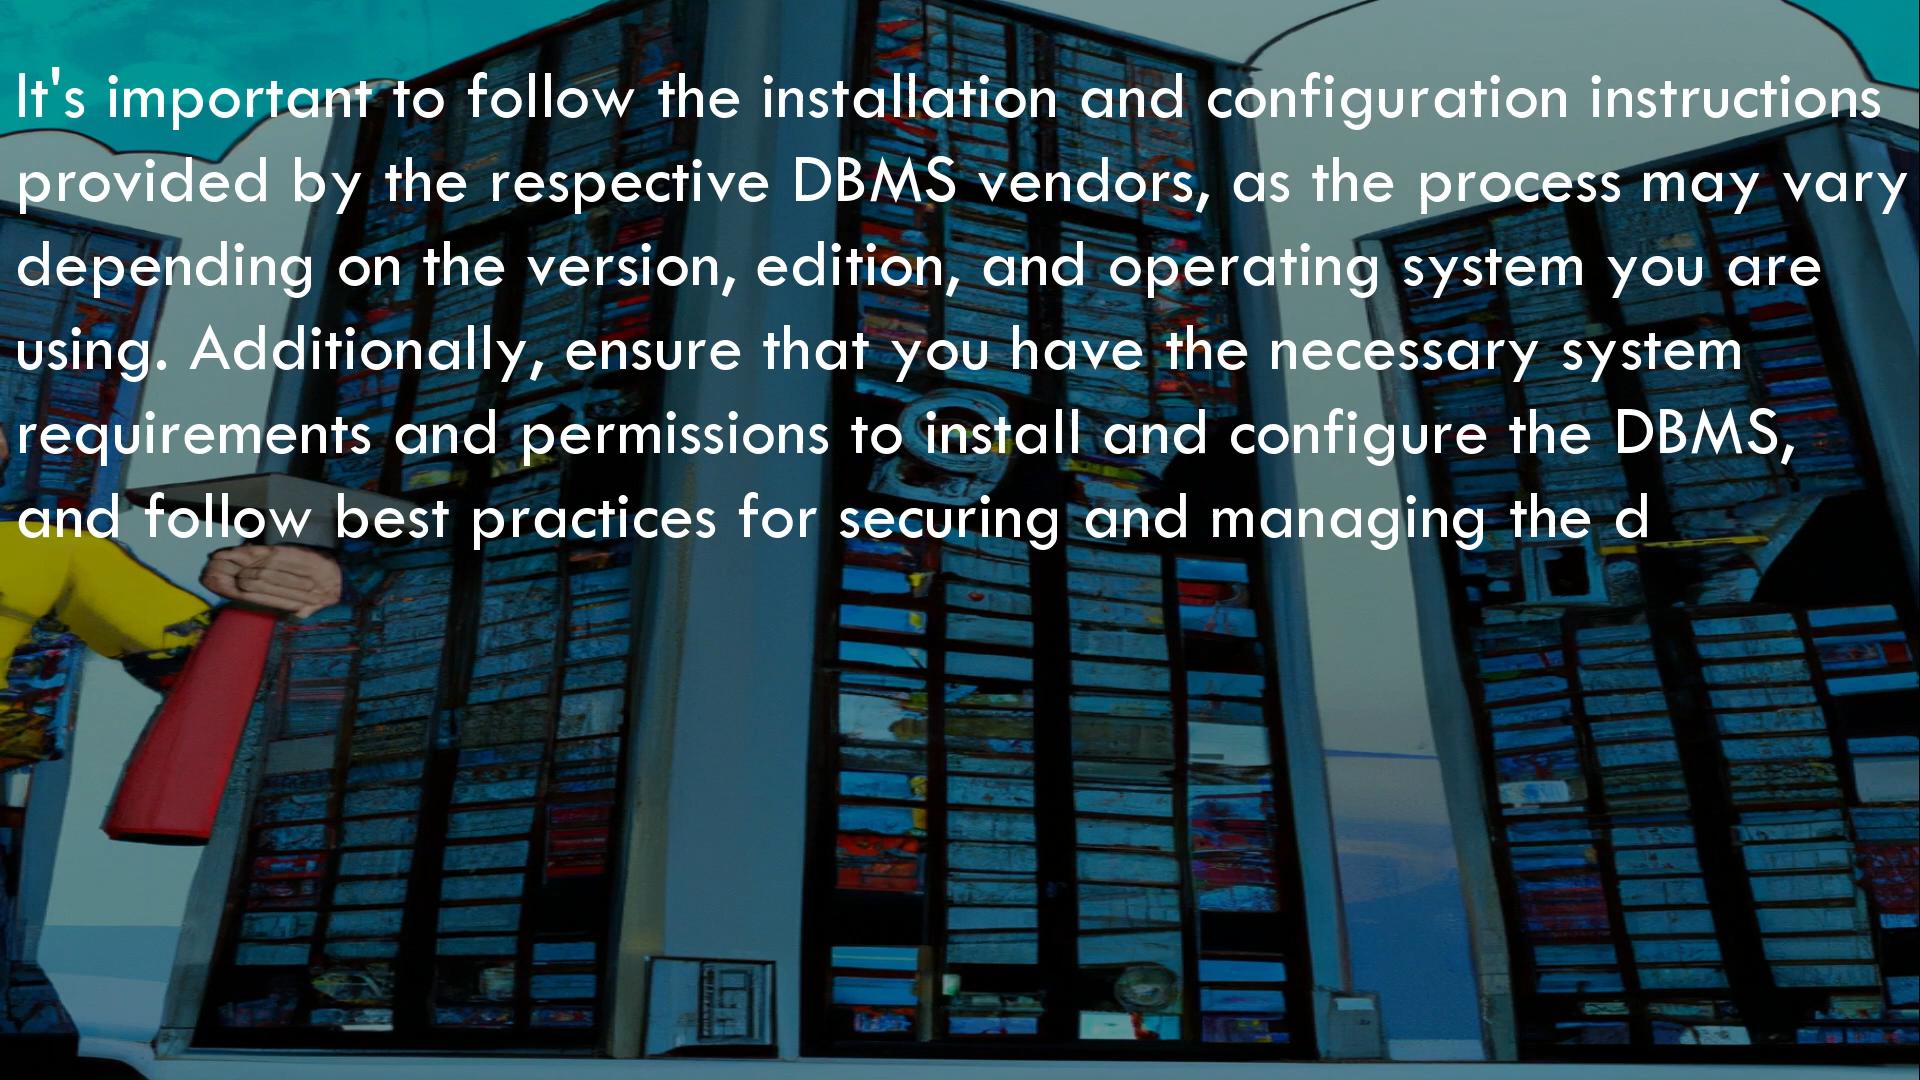 It's important to follow the installation and configuration instructions
provided by the respective DBMS vendors, as the process may vary
depending on the version, edition, and operating system you are
using. Additionally, ensure that you have the necessary system
requirements and permissions to install and configure the DBMS,
and follow best practices for securing and managing the d